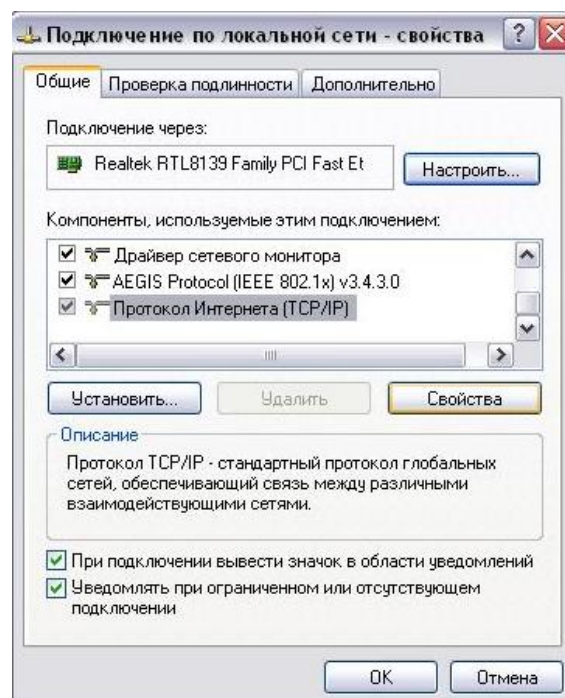 Подключение по локальной сети - свойства
Общие Проверка подлинности Дополнительно
Подключение через:
Realtek RTL8139 Family PCI Fast Et Настроить...
Компоненты, используемые этим подключением:
Драйвер сетевого монитора
AEGIS Protocol (IEEE 802.1x) v3.4.3.0
Протокол Интернета (TCP/IP)
Установить... Удалить Свойства
Описание
Протокол TCP/IP - стандартный протокол глобальных
сетей, обеспечивающий связь между различными
взаимодействующими сетями.
При подключении вывести значок в области уведомлений
Уведомлять при ограниченном или отсутствующем
подключении
OK Отмена